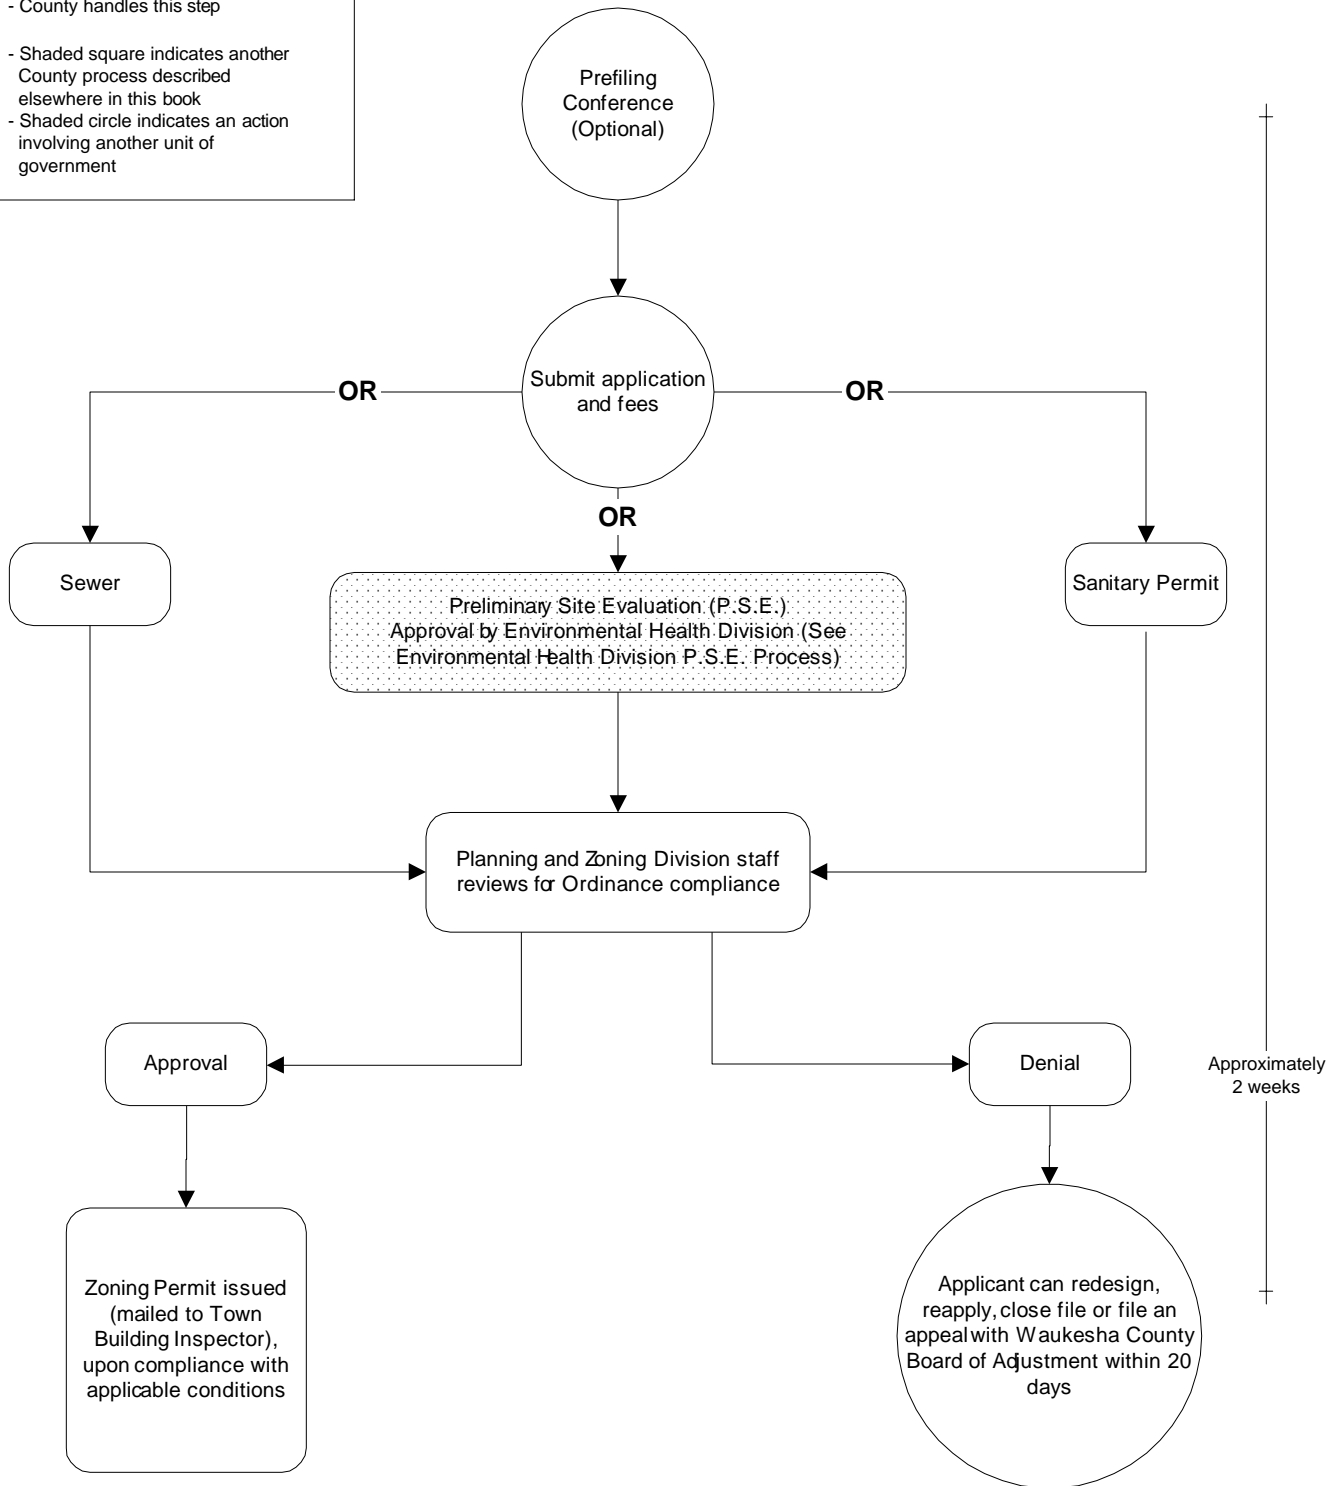 - County handles this step
- Shaded square indicates another
County process described
elsewhere in this book
- Shaded circle indicates an action
involving another unit of
government
Prefiling
Conference
(Optional)
Submit application
and fees
OR
OR
OR
Sewer
Preliminary Site Evaluation (P.S.E.)
Approval by Environmental Health Division (See
Environmental Health Division P.S.E. Process)
Sanitary Permit
Planning and Zoning Division staff
reviews for Ordinance compliance
Approval
Denial
Approximately
2 weeks
Zoning Permit issued
(mailed to Town
Building Inspector),
upon compliance with
applicable conditions
Applicant can redesign,
reapply, close file or file an
appeal with Waukesha County
Board of Adjustment within 20
days